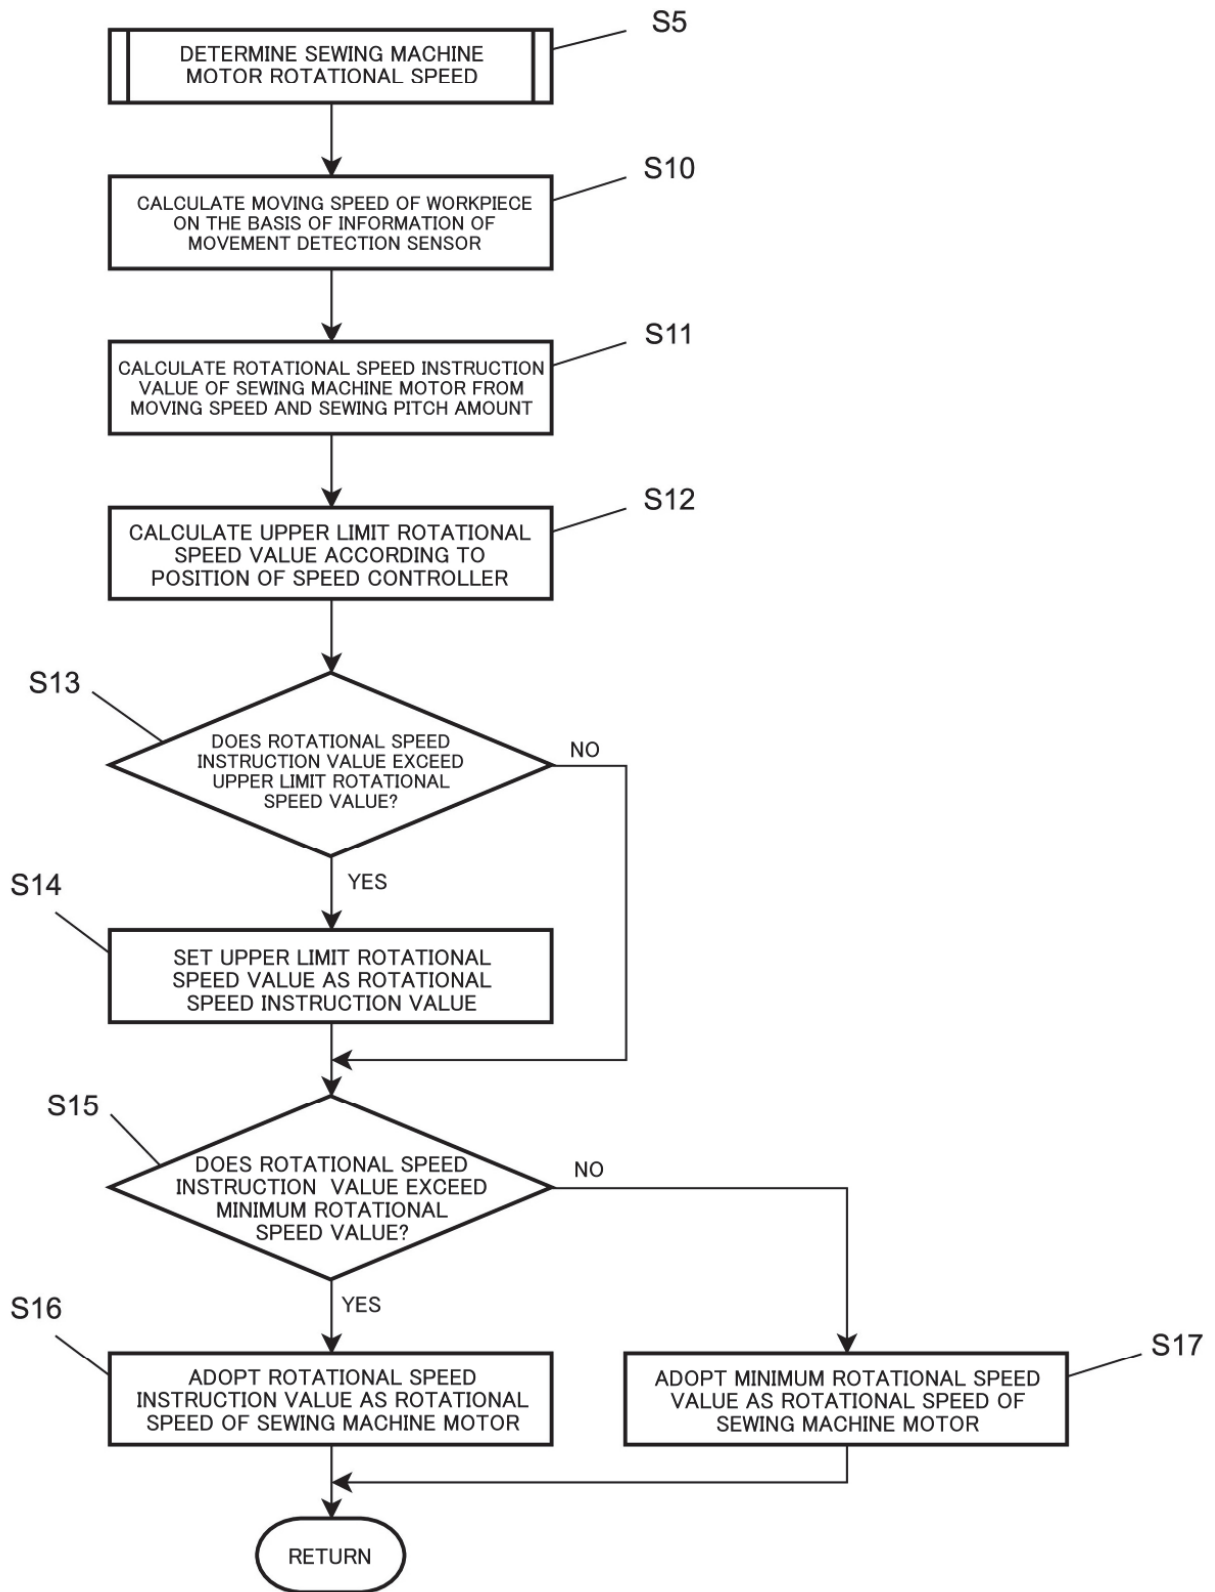 DETERMINE SEWING MACHINE
MOTOR ROTATIONAL SPEED
S5
CALCULATE MOVING SPEED OF WORKPIECE
ON THE BASIS OF INFORMATION OF
MOVEMENT DETECTION SENSOR
S10
CALCULATE ROTATIONAL SPEED INSTRUCTION
VALUE OF SEWING MACHINE MOTOR FROM
MOVING SPEED AND SEWING PITCH AMOUNT
S11
CALCULATE UPPER LIMIT ROTATIONAL
SPEED VALUE ACCORDING TO
POSITION OF SPEED CONTROLLER
S12
S13
DOES ROTATIONAL SPEED
INSTRUCTION VALUE EXCEED
UPPER LIMIT ROTATIONAL
SPEED VALUE?
NO
YES
S14
SET UPPER LIMIT ROTATIONAL
SPEED VALUE AS ROTATIONAL
SPEED INSTRUCTION VALUE
S15
DOES ROTATIONAL SPEED
INSTRUCTION VALUE EXCEED
MINIMUM ROTATIONAL
SPEED VALUE?
NO
YES
S16
ADOPT ROTATIONAL SPEED
INSTRUCTION VALUE AS ROTATIONAL
SPEED OF SEWING MACHINE MOTOR
S17
ADOPT MINIMUM ROTATIONAL SPEED
VALUE AS ROTATIONAL SPEED OF
SEWING MACHINE MOTOR
RETURN